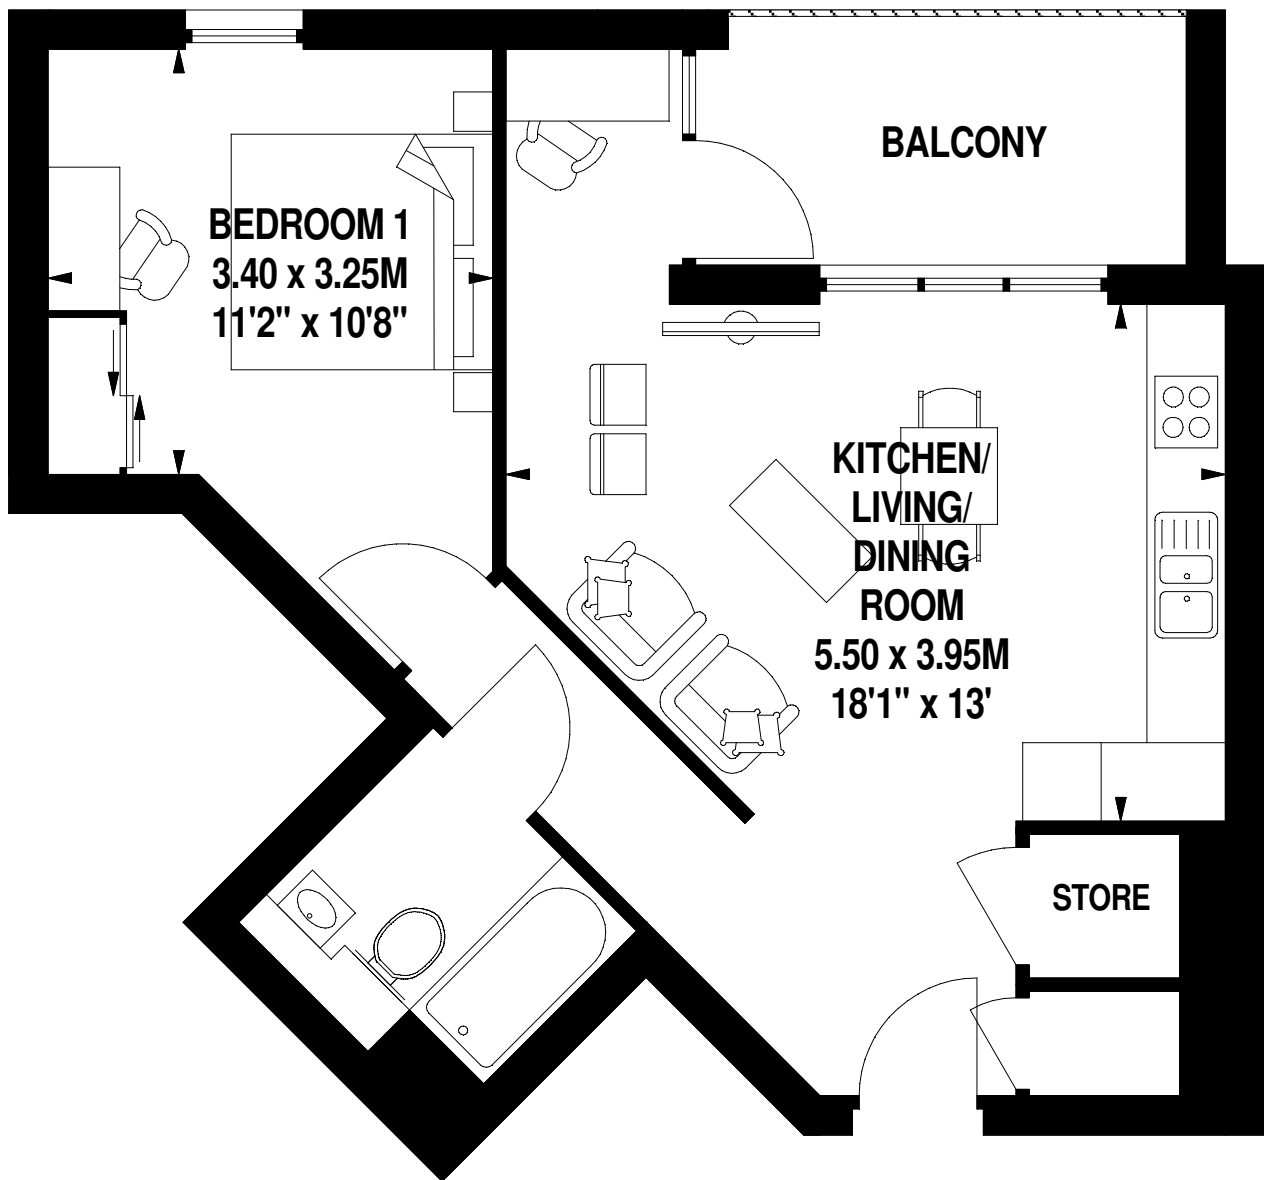 BALCONY
BEDROOM 1
3.40 x 3.25M
11'2" x 10'8"
KITCHEN/
LIVING/
DINING
ROOM
5.50 x 3.95M
18'1" x 13'
STORE